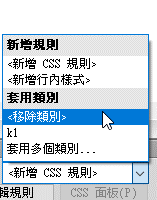 新增規則
<新增 CSS 規則>
<新增行內樣式>
套用類別
<移除類別>
k1
套用多個類別...
<新增 CSS 規則>
輯規則
CSS 面板(P)